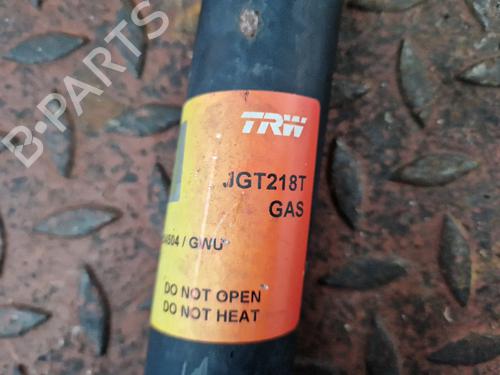 B-PARTS
TRW
JGT218T
GAS
/ GWU
DO NOT OPEN
DO NOT HEAT